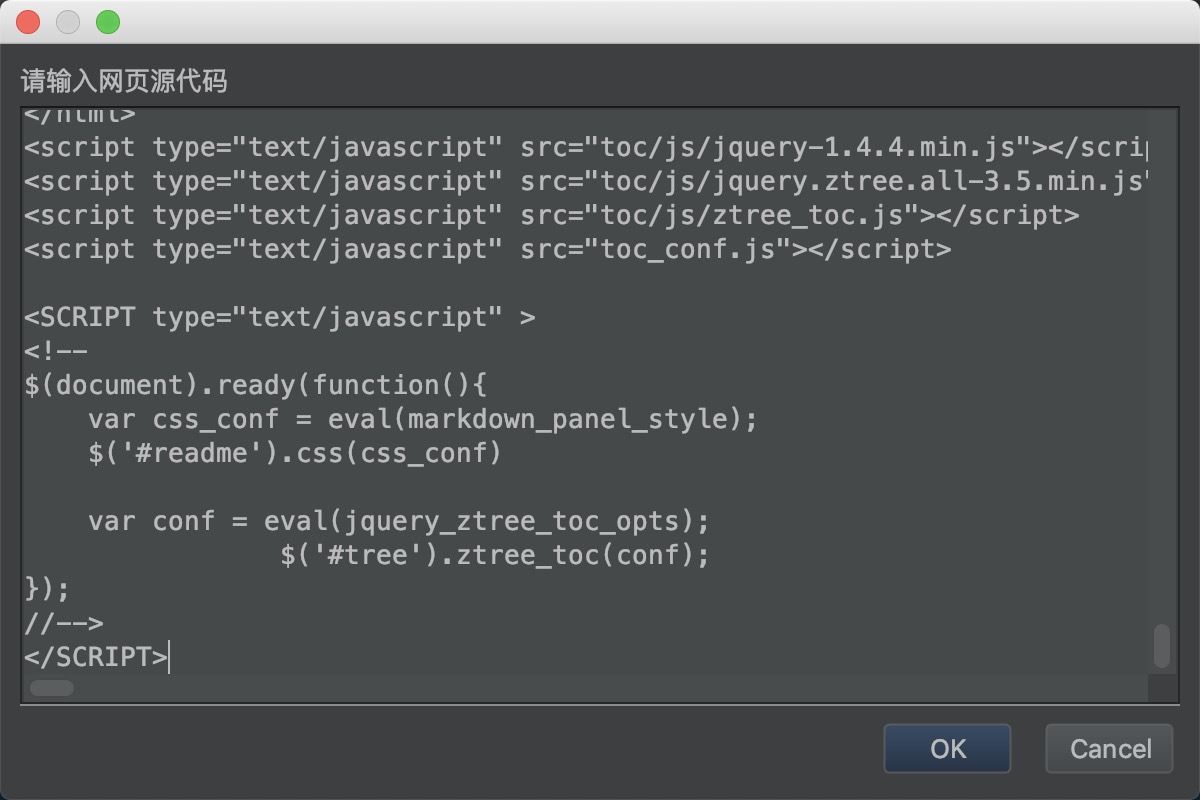 请输入网页源代码
</html>
<script type="text/javascript" src="toc/js/jquery-1.4.4.min.js"></scrip
<script type="text/javascript" src="toc/js/jquery.ztree.all-3.5.min.js"
<script type="text/javascript" src="toc/js/ztree_toc.js"></script>
<script type="text/javascript" src="toc_conf.js"></script>
<SCRIPT type="text/javascript" >
<!--
$(document).ready(function(){
    var css_conf = eval(markdown_panel_style);
    $('#readme').css(css_conf)
    var conf = eval(jquery_ztree_toc_opts);
                $('#tree').ztree_toc(conf);
});
//-->
</SCRIPT>
OK Cancel